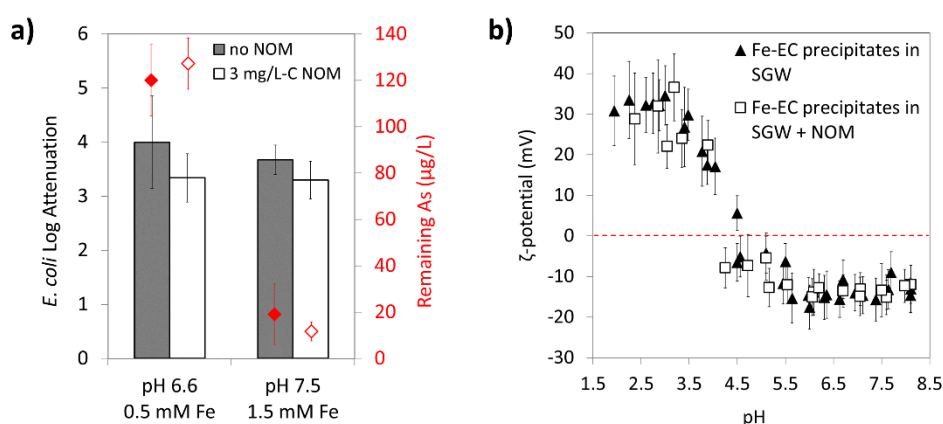 a)
E. coli Log Attenuation
6
5
4
3
2
1
0
no NOM
3 mg/L-C NOM
140
120
100
80
60
40
20
0
Remaining As (µg/L)
pH 6.6
0.5 mM Fe
pH 7.5
1.5 mM Fe
b)
ζ-potential (mV)
50
40
30
20
10
0
-10
-20
-30
Fe-EC precipitates in
SGW
Fe-EC precipitates in
SGW + NOM
1.5 2.5 3.5 4.5 5.5 6.5 7.5 8.5
pH